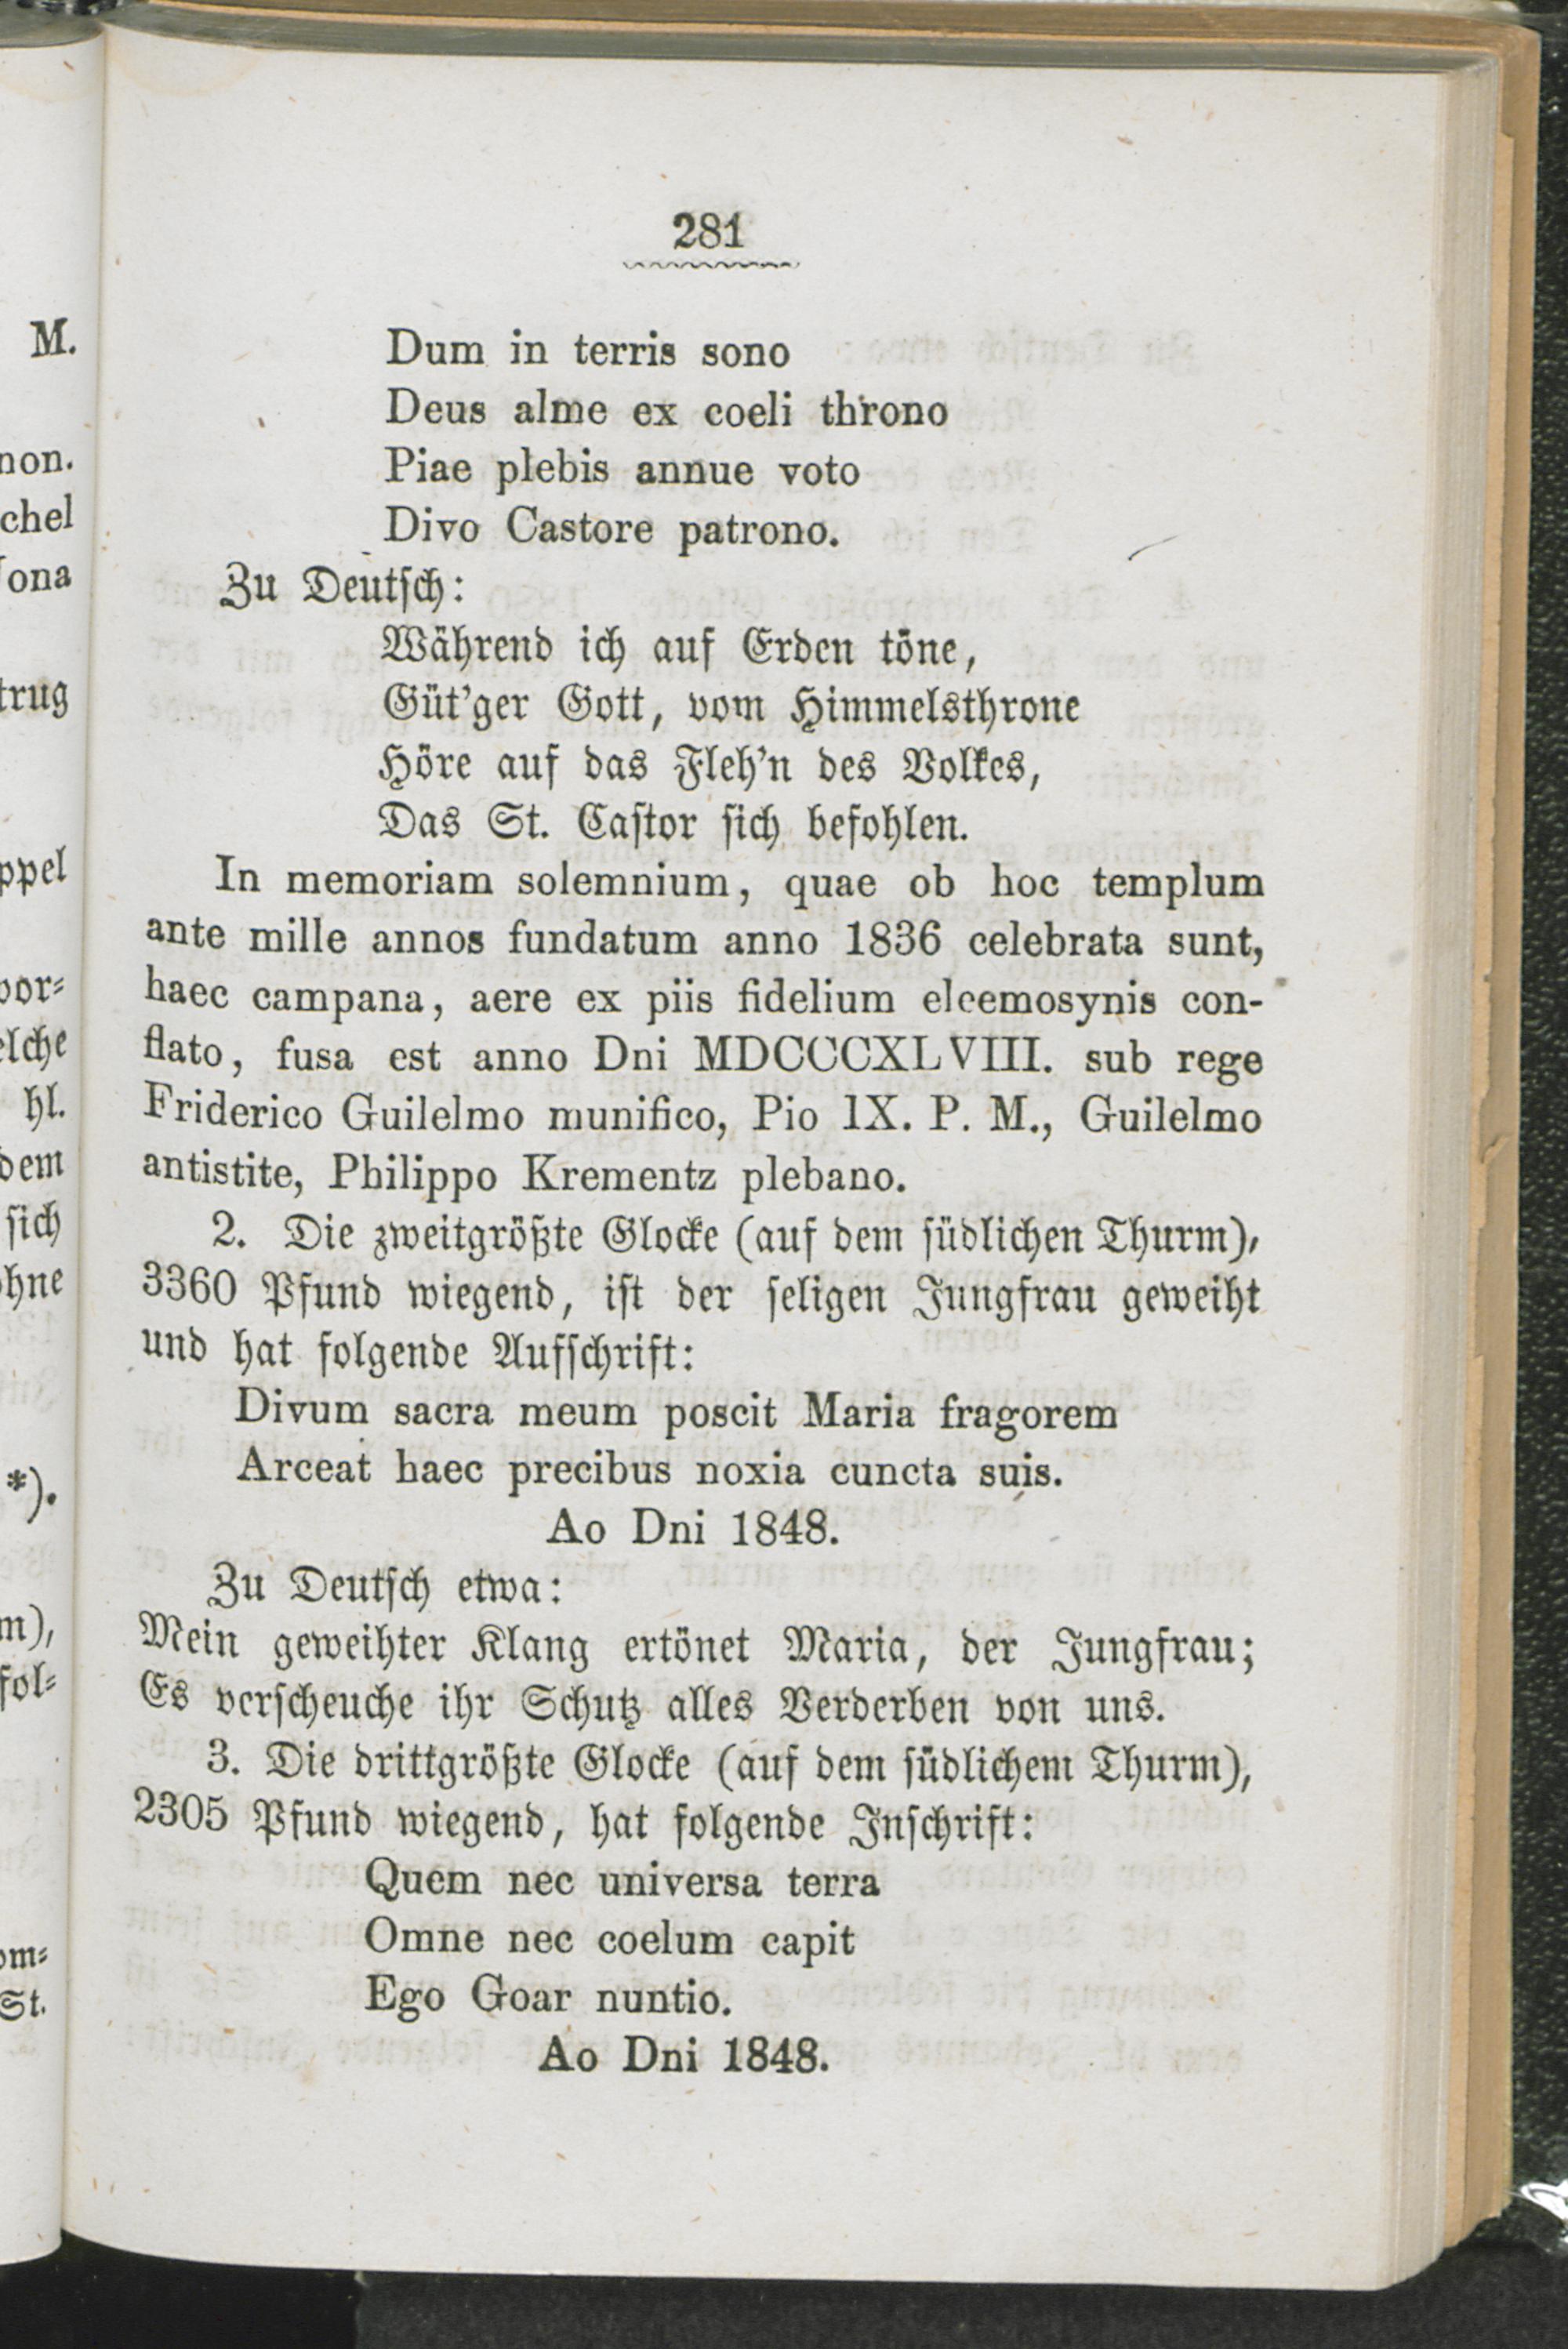 281
Dum in terris sono
Deus alme ex coeli throno
Piae plebis annue voto
Divo Castore patrono.
Zu Deutsch:
Während ich auf Erden töne,
Güt'ger Gott, vom Himmelsthrone
Höre auf das Fleh'n des Volkes,
Das St. Castor sich befohlen.
In memoriam solemnium, quae ob hoc templum
ante mille annos fundatum anno 1836 celebrata sunt,
haec campana, aere ex piis fidelium eleemosynis con-
flato, fusa est anno Dni MDCCCXLVIII. sub rege
Friderico Guilelmo munifico, Pio IX. P. M., Guilelmo
antistite, Philippo Krementz plebano.
2. Die zweitgrößte Glocke (auf dem südlichen Thurm),
3360 Pfund wiegend, ist der seligen Jungfrau geweiht
und hat folgende Aufschrift:
Divum sacra meum poscit Maria fragorem
Arceat haec precibus noxia cuncta suis.
Ao Dni 1848.
Zu Deutsch etwa:
Mein geweihter Klang ertönet Maria, der Jungfrau;
Es verscheuche ihr Schutz alles Verderben von uns.
3. Die drittgrößte Glocke (auf dem südlichem Thurm),
2305 Pfund wiegend, hat folgende Inschrift:
Quem nec universa terra
Omne nec coelum capit
Ego Goar nuntio.
Ao Dni 1848.